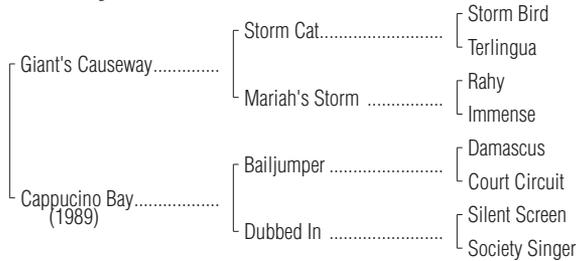 Storm Bird
Storm Cat......................
Terlingua
Giant's Causeway..............
Rahy
Mariah's Storm .................
Immense
Damascus
Bailjumper .........................
Court Circuit
Cappucino Bay..................
(1989)
Silent Screen
Dubbed In .........................
Society Singer